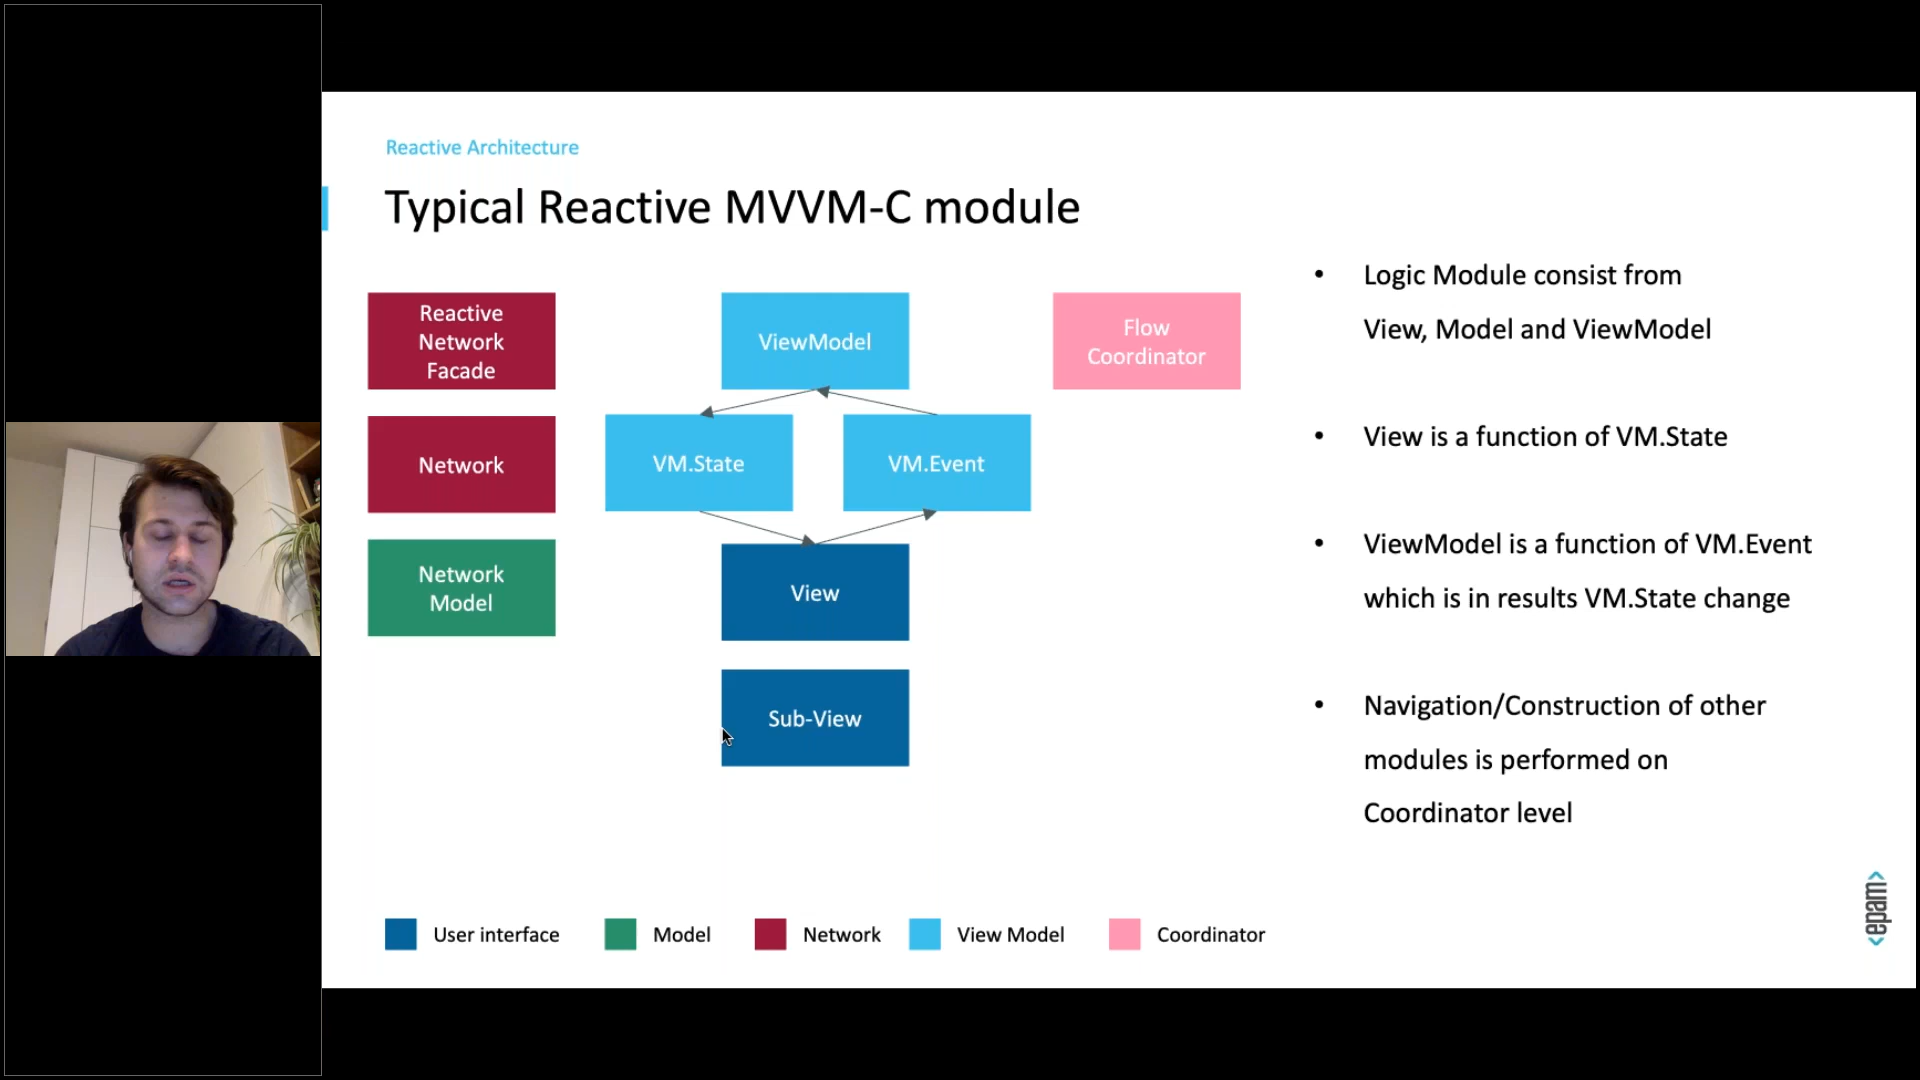 Reactive Architecture
Typical Reactive MVVM-C module
Reactive
Network
Facade
Network
Network
Model
ViewModel
VM.State
VM.Event
View
Sub-View
Flow
Coordinator
• Logic Module consist from
View, Model and ViewModel
• View is a function of VM.State
• ViewModel is a function of VM.Event
which is in results VM.State change
• Navigation/Construction of other
modules is performed on
Coordinator level
User interface
Model
Network
View Model
Coordinator
<epam>